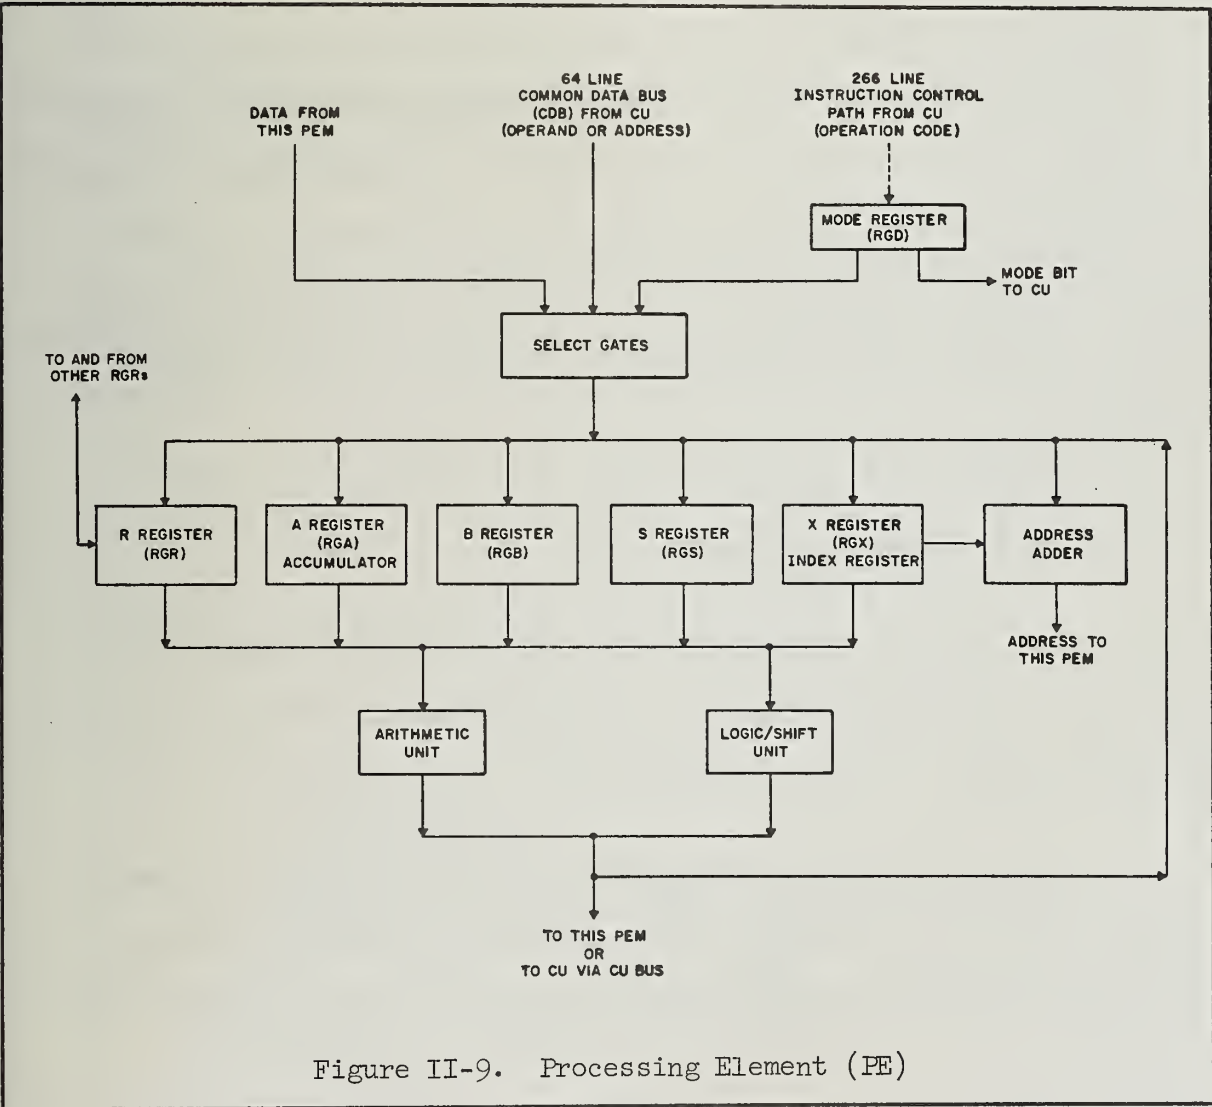 DATA FROM
THIS PEM
64 LINE
COMMON DATA BUS
(CDB) FROM CU
(OPERAND OR ADDRESS)
266 LINE
INSTRUCTION CONTROL
PATH FROM CU
(OPERATION CODE)
MODE REGISTER
(RGD)
MODE BIT
TO CU
SELECT GATES
TO AND FROM
OTHER RGRs
R REGISTER
(RGR)
A REGISTER
(RGA)
ACCUMULATOR
B REGISTER
(RGB)
S REGISTER
(RGS)
X REGISTER
(RGX)
INDEX REGISTER
ADDRESS
ADDER
ADDRESS TO
THIS PEM
ARITHMETIC
UNIT
LOGIC/SHIFT
UNIT
TO THIS PEM
OR
TO CU VIA CU BUS
Figure II-9. Processing Element (PE)